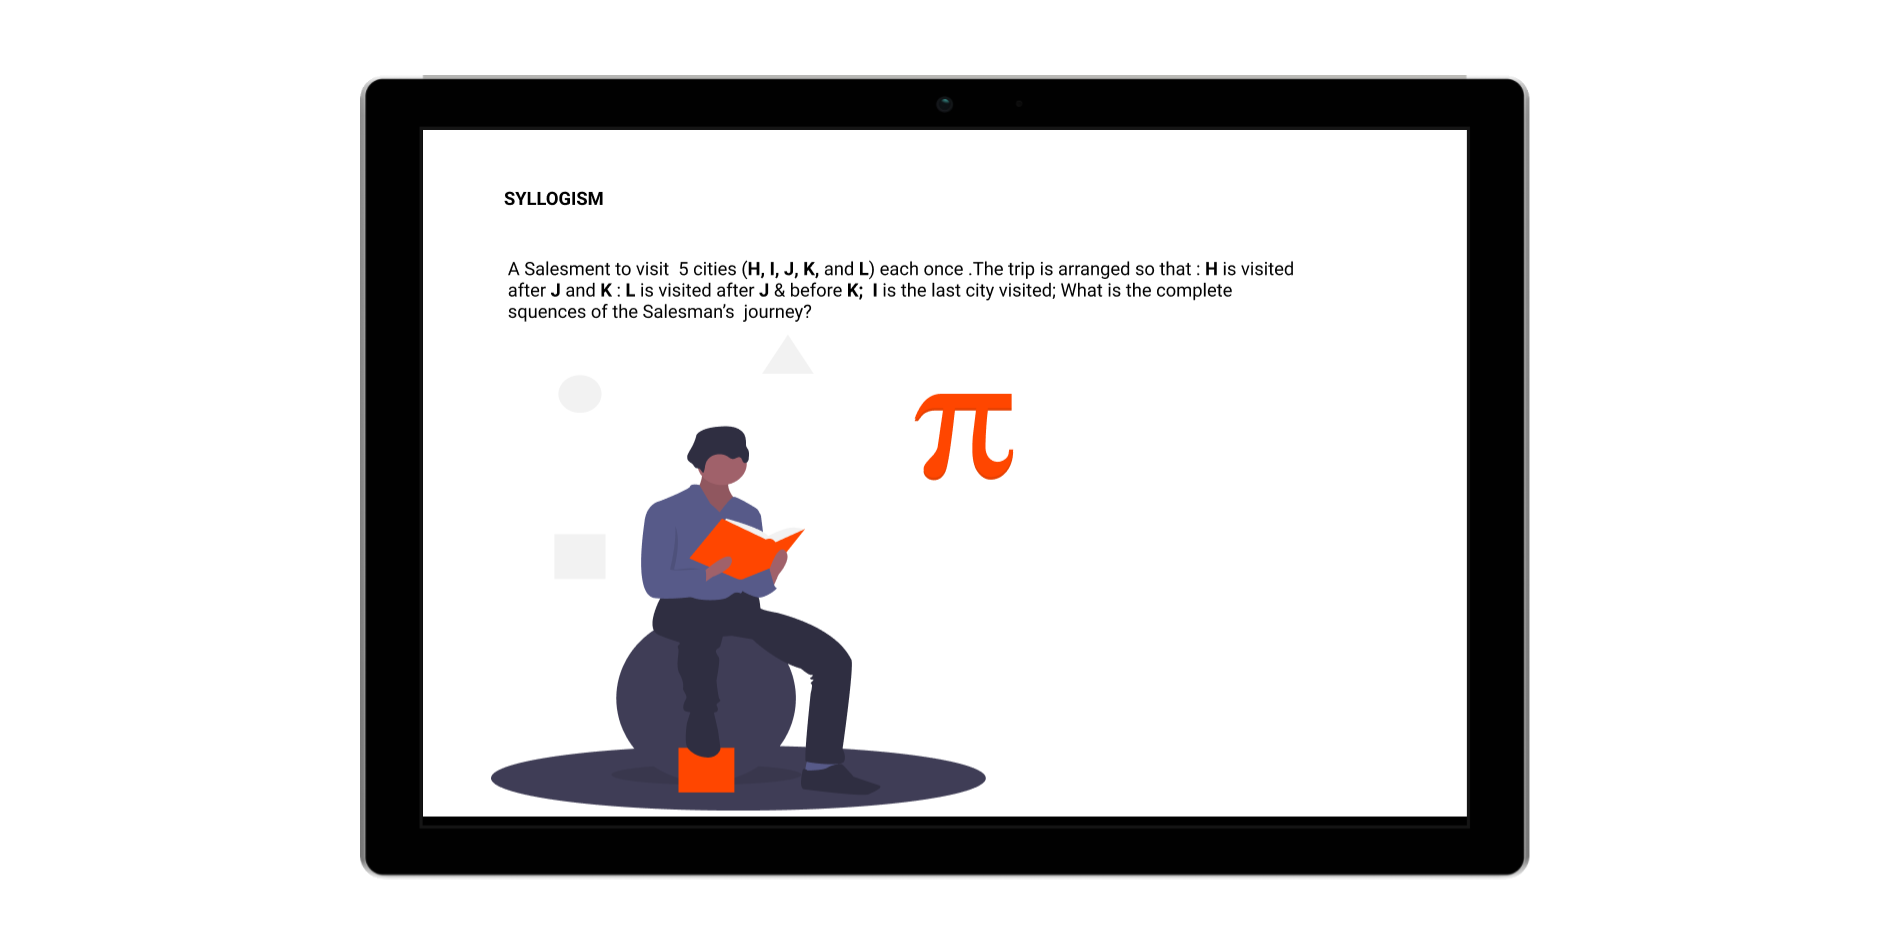 SYLLOGISM
A Salesment to visit  5 cities (H, I, J, K, and L) each once .The trip is arranged so that : H is visited
after J and K : L is visited after J & before K;  I is the last city visited; What is the complete
squences of the Salesman’s  journey?
π